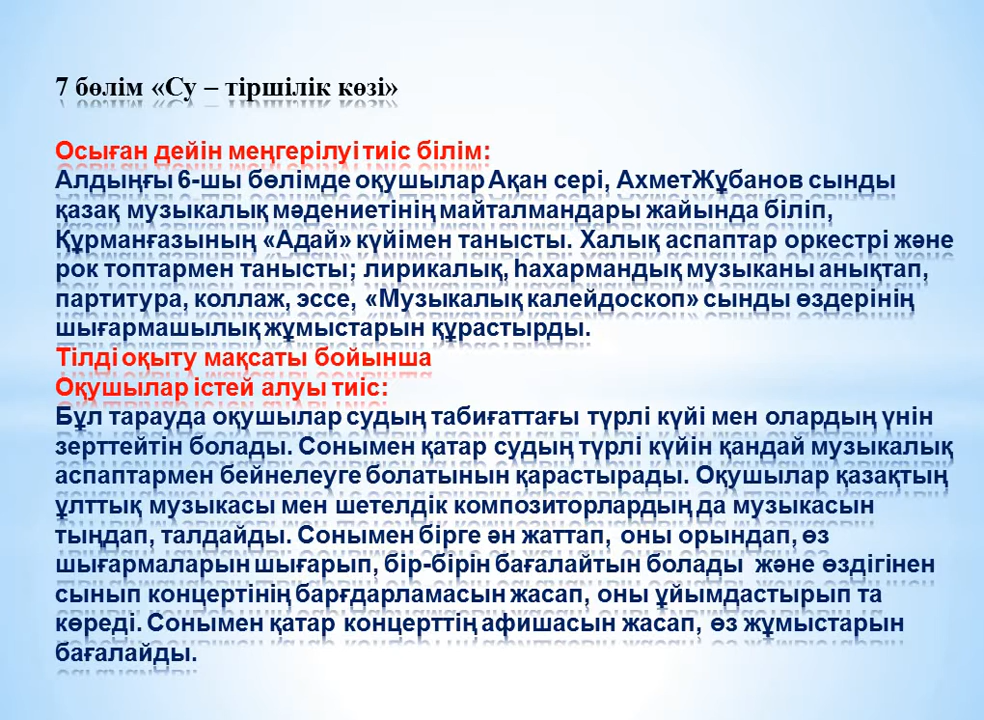 7 бөлім «Су – тіршілік көзі»
Осыған дейін меңгерілуі тиіс білім:
Алдыңғы 6-шы бөлімде оқушылар Ақан сері, АхметЖұбанов сынды
қазақ музыкалық мәдениетінің майталмандары жайында біліп,
Құрманғазының «Адай» күйімен танысты. Халық аспаптар оркестрі және
рок топтармен танысты; лирикалық, һахармандық музыканы анықтап,
партитура, коллаж, эссе, «Музыкалық калейдоскоп» сынды өздерінің
шығармашылық жұмыстарын құрастырды.
Тілді оқыту мақсаты бойынша
Оқушылар істей алуы тиіс:
Бұл тарауда оқушылар судың табиғаттағы түрлі күйі мен олардың үнін
зерттейтін болады. Сонымен қатар судың түрлі күйін қандай музыкалық
аспаптармен бейнелеуге болатынын қарастырады. Оқушылар қазақтың
ұлттық музыкасы мен шетелдік композиторлардың да музыкасын
тыңдап, талдайды. Сонымен бірге ән жаттап, оны орындап, өз
шығармаларын шығарып, бір-бірін бағалайтын болады және өздігінен
сынып концертінің барғдарламасын жасап, оны ұйымдастырып та
көреді. Сонымен қатар концерттің афишасын жасап, өз жұмыстарын
бағалайды.